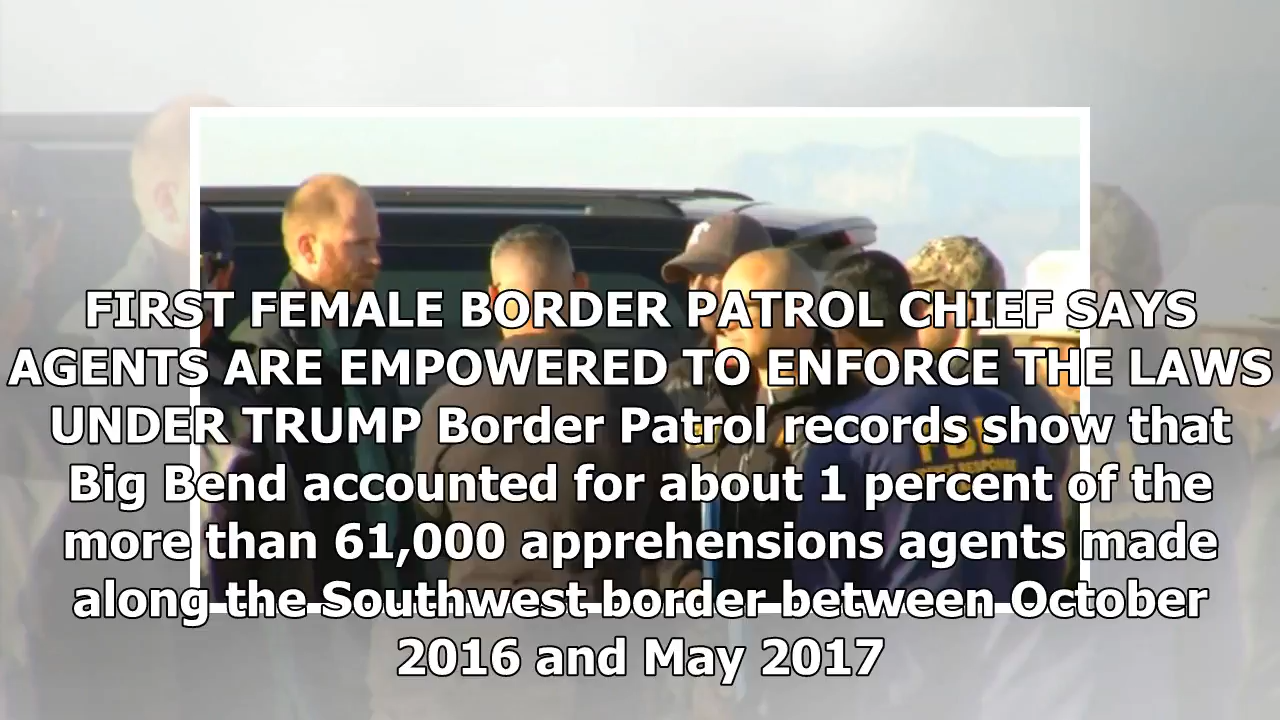 FIRST FEMALE BORDER PATROL CHIEF SAYS
AGENTS ARE EMPOWERED TO ENFORCE THE LAWS
UNDER TRUMP Border Patrol records show that
Big Bend accounted for about 1 percent of the
more than 61,000 apprehensions agents made
along the Southwest border between October
2016 and May 2017